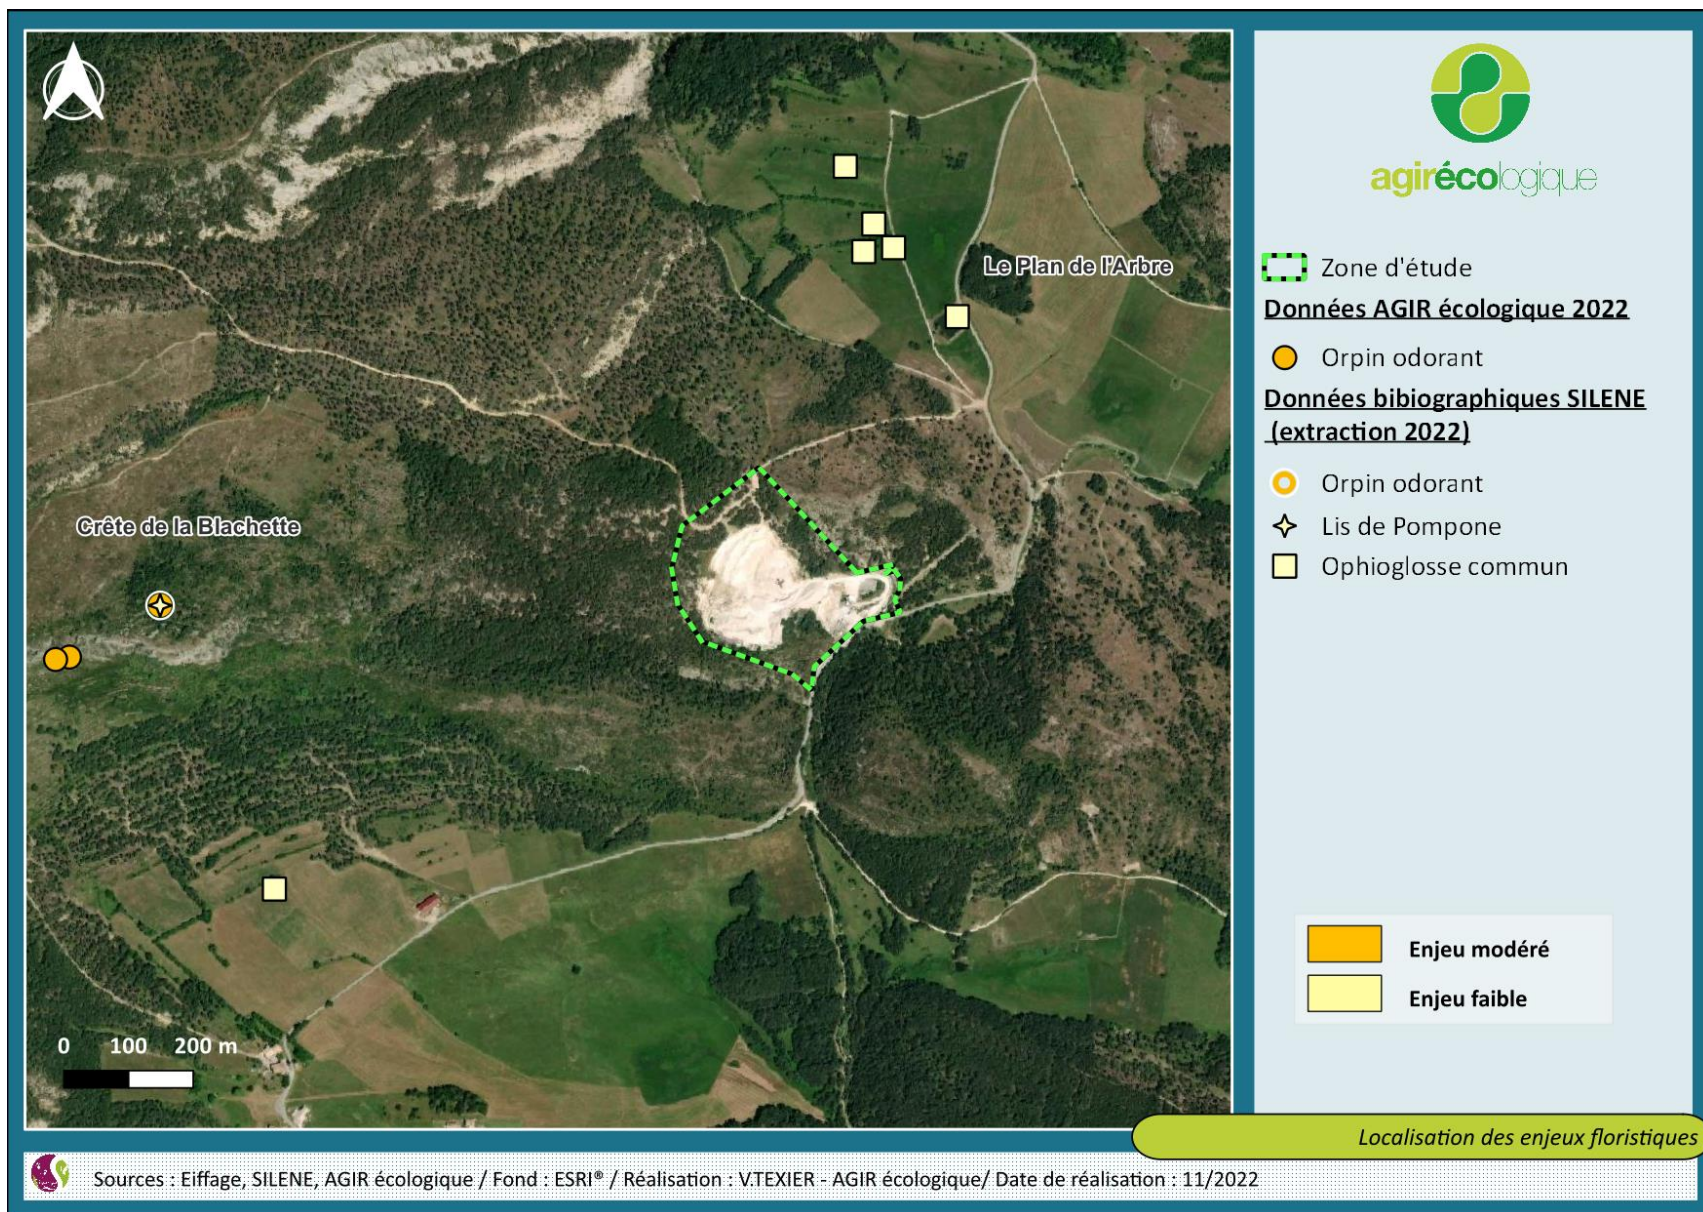 agirécologique
Zone d'étude
Données AGIR écologique 2022
Orpin odorant
Données bibiographiques SILENE
(extraction 2022)
Orpin odorant
Lis de Pompone
Ophioglosse commun
Enjeu modéré
Enjeu faible
Le Plan de l'Arbre
Crête de la Blachette
0 100 200 m
Localisation des enjeux floristiques
Sources : Eiffage, SILENE, AGIR écologique / Fond : ESRI® / Réalisation : V.TEXIER - AGIR écologique/ Date de réalisation : 11/2022